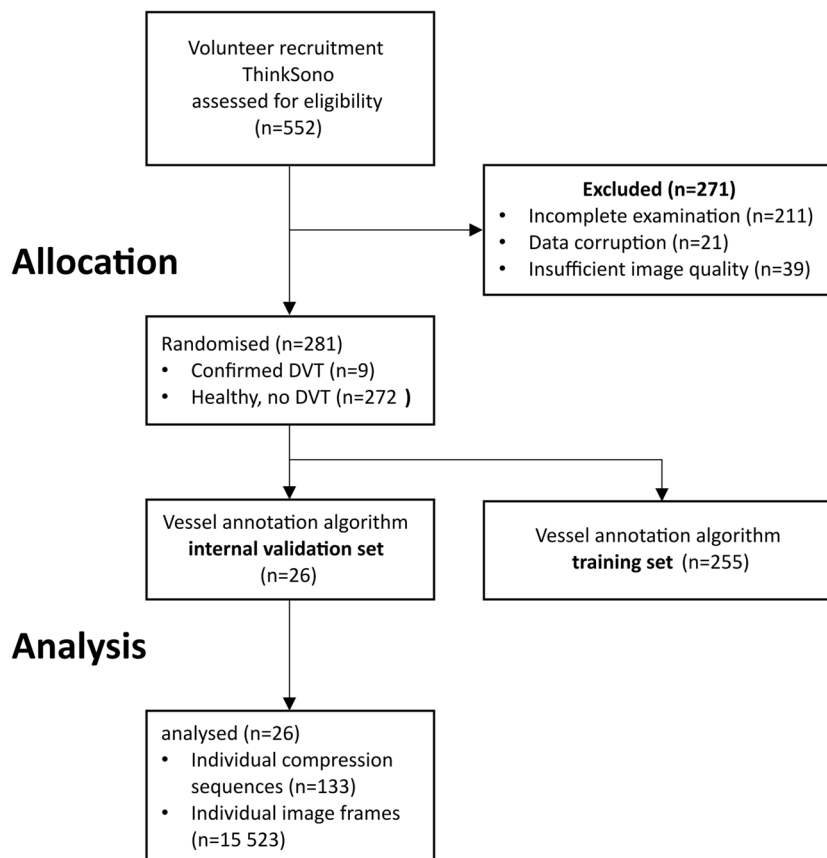 Volunteer recruitment
ThinkSono
assessed for eligibility
(n=552)
Excluded (n=271)
• Incomplete examination (n=211)
• Data corruption (n=21)
• Insufficient image quality (n=39)
Allocation
Randomised (n=281)
• Confirmed DVT (n=9)
• Healthy, no DVT (n=272 )
Vessel annotation algorithm
internal validation set
(n=26)
Vessel annotation algorithm
training set (n=255)
Analysis
analysed (n=26)
• Individual compression
sequences (n=133)
• Individual image frames
(n=15 523)